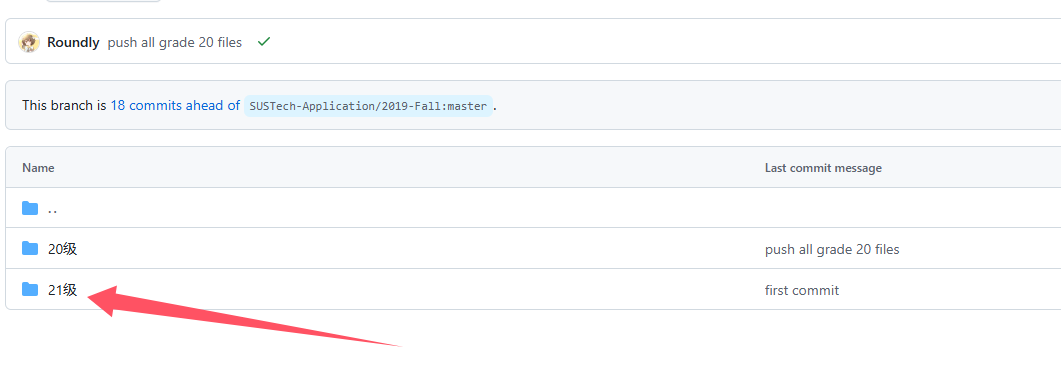 Roundly push all grade 20 files
This branch is 18 commits ahead of SUSTech-Application/2019-Fall:master.
Name Last commit message
..
20级 push all grade 20 files
21级 first commit